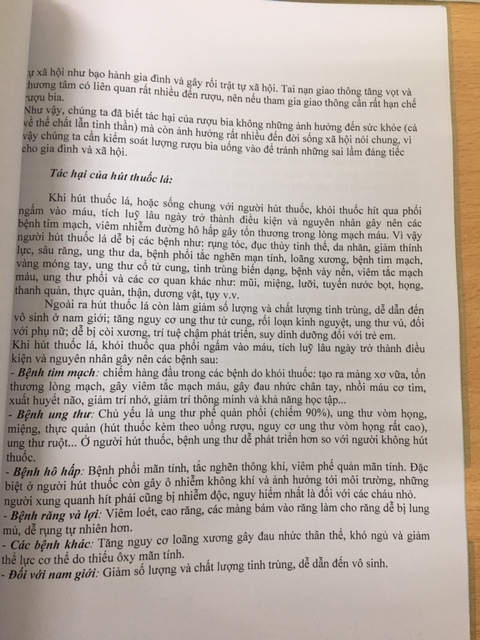 tự xã hội như bạo hành gia đình và gây rối trật tự xã hội. Tai nạn giao thông tăng vọt và
thương tâm có liên quan rất nhiều đến rượu, nên nếu tham gia giao thông cần rất hạn chế
rượu bia.
Như vậy, chúng ta đã biết tác hại của rượu bia không những ảnh hưởng đến sức khỏe (cả
về thể chất lẫn tinh thần) mà còn ảnh hưởng rất nhiều đến đời sống xã hội nói chung, vì
vậy chúng ta cần kiểm soát lượng rượu bia uống vào để tránh những sai lầm đáng tiếc
cho gia đình và xã hội.
Tác hại của hút thuốc lá:
Khi hút thuốc lá, hoặc sống chung với người hút thuốc, khói thuốc hít qua phổi
ngấm vào máu, tích luỹ lâu ngày trở thành điều kiện và nguyên nhân gây nên các
bệnh tim mạch, viêm nhiễm đường hô hấp gây tổn thương trong lòng mạch máu. Vì vậy
người hút thuốc lá dễ bị các bệnh như: rụng tóc, đục thủy tinh thể, da nhăn, giảm thính
lực, sâu răng, ung thư da, bệnh phổi tắc nghẽn mạn tính, loãng xương, bệnh tim mạch,
vàng móng tay, ung thư cổ tử cung, tinh trùng biến dạng, bệnh vảy nến, viêm tắc mạch
máu, ung thư phổi và các cơ quan khác như: mũi, miệng, lưỡi, tuyến nước bọt, họng,
thanh quản, thực quản, thận, dương vật, tụy v.v.
Ngoài ra hút thuốc lá còn làm giảm số lượng và chất lượng tinh trùng, dễ dẫn đến
vô sinh ở nam giới; tăng nguy cơ ung thư tử cung, rối loạn kinh nguyệt, ung thư vú, đối
với phụ nữ; dễ bị còi xương, trí tuệ chậm phát triển, suy dinh dưỡng đối với trẻ em.
Khi hút thuốc lá, khói thuốc qua phổi ngấm vào máu, tích luỹ lâu ngày trở thành điều
kiện và nguyên nhân gây nên các bệnh sau:
- Bệnh tim mạch: chiếm hàng đầu trong các bệnh do khói thuốc: tạo ra mảng xơ vữa, tổn
thương lòng mạch, gây viêm tắc mạch máu, gây đau nhức chân tay, nhồi máu cơ tim,
xuất huyết não, giảm trí nhớ, giảm trí thông minh và khả năng học tập...
- Bệnh ung thư: Chủ yếu là ung thư phế quản phổi (chiếm 90%), ung thư vòm họng,
miệng, thực quản (hút thuốc kèm theo uống rượu, nguy cơ ung thư vòm họng rất cao),
ung thư ruột... Ở người hút thuốc, bệnh ung thư dễ phát triển hơn so với người không hút
thuốc.
- Bệnh hô hấp: Bệnh phổi mãn tính, tắc nghẽn thông khí, viêm phế quản mãn tính. Đặc
biệt ở người hút thuốc còn gây ô nhiễm không khí và ảnh hưởng tới môi trường, những
người xung quanh hít phải cũng bị nhiễm độc, nguy hiểm nhất là đối với các cháu nhỏ.
- Bệnh răng và lợi: Viêm loét, cao răng, các mảng bám vào răng làm cho răng dễ bị lung
mủ, dễ rụng tự nhiên hơn.
- Các bệnh khác: Tăng nguy cơ loãng xương gây đau nhức thân thể, khó ngủ và giảm
thể lực cơ thể do thiếu ôxy mãn tính.
- Đối với nam giới: Giảm số lượng và chất lượng tinh trùng, dễ dẫn đến vô sinh.